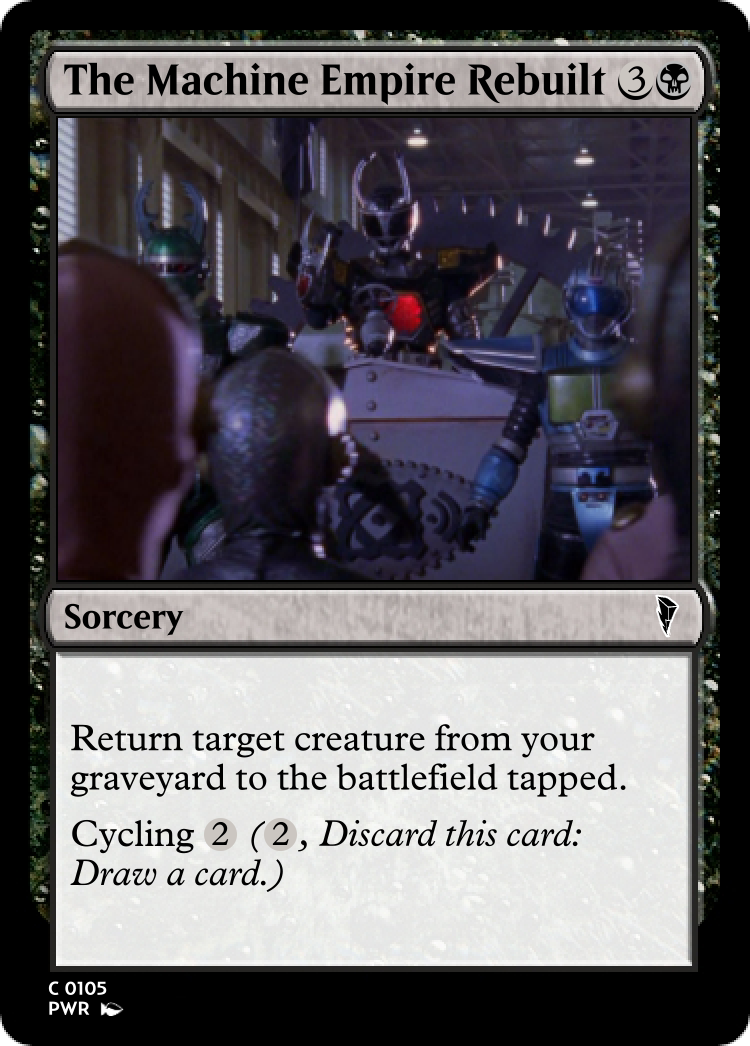 The Machine Empire Rebuilt 3
Sorcery
Return target creature from your
graveyard to the battlefield tapped.
Cycling 2 (2, Discard this card:
Draw a card.)
C 0105
PWR